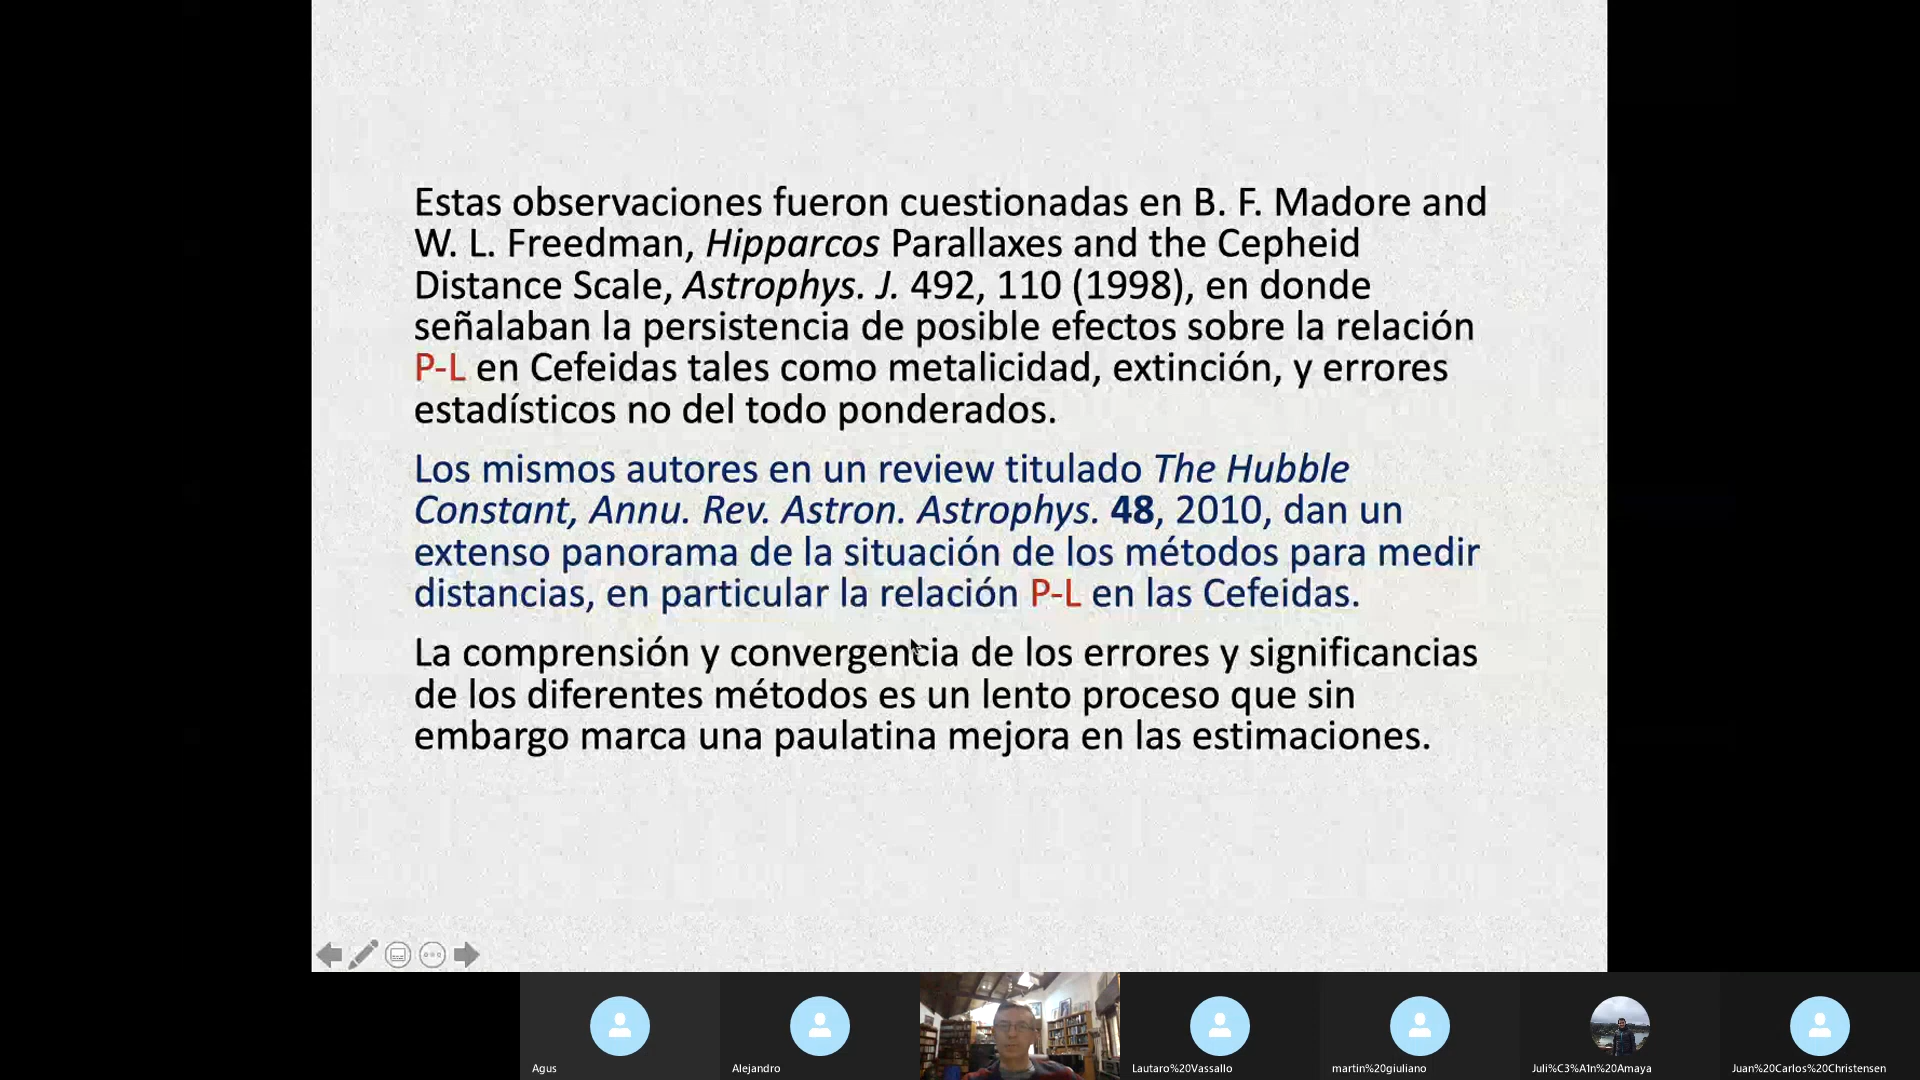 Estas observaciones fueron cuestionadas en B. F. Madore and
W. L. Freedman, Hipparcos Parallaxes and the Cepheid
Distance Scale, Astrophys. J. 492, 110 (1998), en donde
señalaban la persistencia de posible efectos sobre la relación
P-L en Cefeidas tales como metalicidad, extinción, y errores
estadísticos no del todo ponderados.
Los mismos autores en un review titulado The Hubble
Constant, Annu. Rev. Astron. Astrophys. 48, 2010, dan un
extenso panorama de la situación de los métodos para medir
distancias, en particular la relación P-L en las Cefeidas.
La comprensión y convergencia de los errores y significancias
de los diferentes métodos es un lento proceso que sin
embargo marca una paulatina mejora en las estimaciones.
Agus
Alejandro
Lautaro%20Vassallo
martin%20giuliano
Juli%C3%A1n%20Amaya
Juan%20Carlos%20Christensen